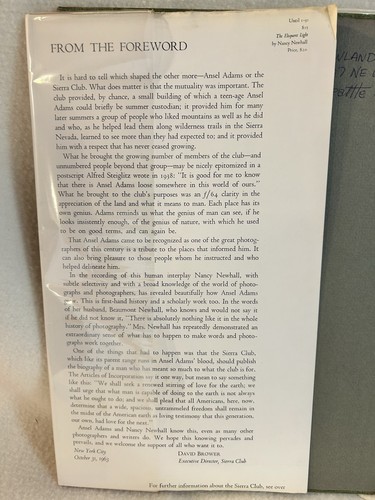 FROM THE FOREWORD
The Eloquent Light
by Nancy Newhall
It is hard to tell which shaped the other more—Ansel Adams or the
Sierra Club. What does matter is that the mutuality was important. The
club provided, by chance, a small building of which a teen-age Ansel
Adams could briefly be summer custodian; it provided him for many
later summers a group of people who liked mountains as well as he did
and who, as he helped lead them along wilderness trails in the Sierra
Nevada, learned to see more than they had expected to; and it provided
him with a respect that has never ceased growing.
What he brought the growing number of members of the club—and
unnumbered people beyond that group—may be nicely epitomized in a
postscript Alfred Stieglitz wrote in 1938: "It is good for me to know
that there is Ansel Adams loose somewhere in this world of ours."
What he brought to the club's purposes was an f/64 clarity in the
appreciation of the land and what it means to man. Each place has its
own genius. Adams reminds us what the genius of man can see, if he
looks insistently enough, of the genius of nature, with which he used
to be on good terms, and can again be.
That Ansel Adams came to be recognized as one of the great photog-
raphers of this century is a tribute to the places that informed him. It
can also bring pleasure to those people whom he instructed and who
helped delineate him.
In the recording of this human interplay Nancy Newhall, with
subtle selectivity and with a broad knowledge of the world of photo-
graphs and photographers, has revealed beautifully how Ansel Adams
This is first-hand history and a scholarly work too. In the words
of her husband, Beaumont Newhall, who knows and would not say it
if he did not know it, "There is absolutely nothing like it in the whole
history of photography." Mrs. Newhall has repeatedly demonstrated an
extraordinary sense of what has to happen to make words and photo-
graphs work together.
One of the things that had to happen was that the Sierra Club,
which like its parent range runs in Ansel Adams' blood, should publish
the biography of a man who has meant so much to what the club is for.
The Articles of Incorporation say it one way, but mean to say something
like this: "We shall seek a renewed stirring of love for the earth; we
shall urge that what man is capable of doing to the earth is not always
what he ought to do; and we shall plead that all Americans, here, now,
determine that a wide, spacious, untrammeled freedom shall remain in
the midst of the American earth as living testimony that this generation,
our own, had love for the next."
Ansel Adams and Nancy Newhall know this, even as many other
photographers and writers do. We hope this knowing pervades and
prevails, and we welcome the support of all who want it to.
DAVID BROWER
New York City
Executive Director, Sierra Club
October 31, 1963
For further information about the Sierra Club, see over